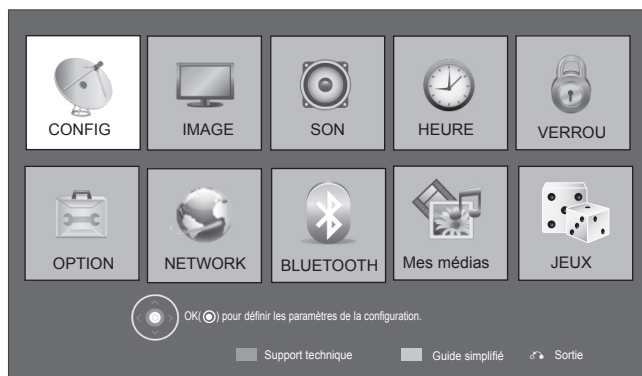 CONFIG IMAGE SON HEURE VERROU
OPTION NETWORK BLUETOOTH Mes médias JEUX
OK(◉) pour définir les paramètres de la configuration.
Support technique Guide simplifié Sortie